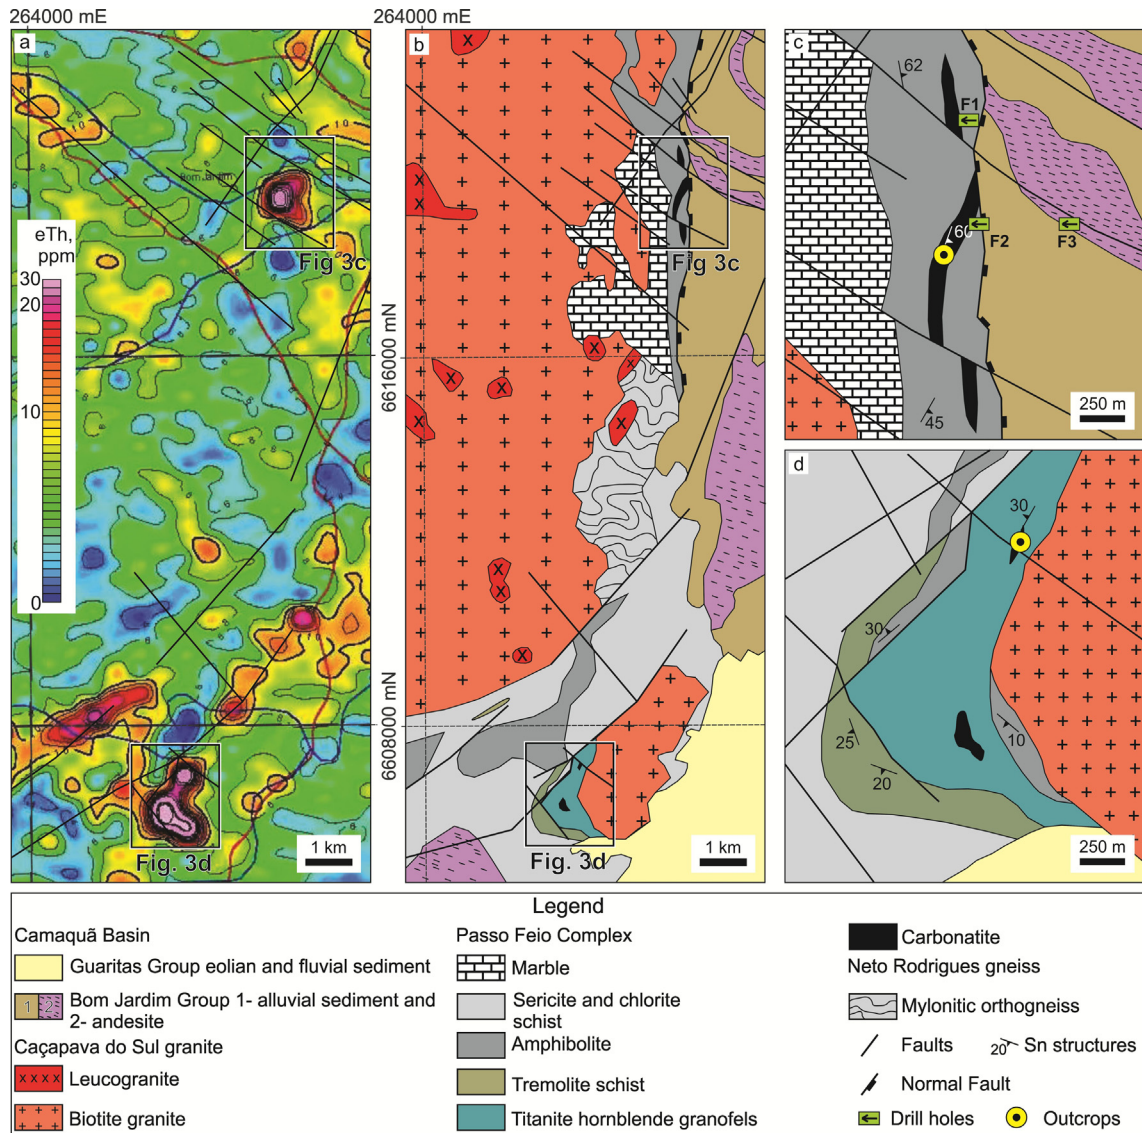 264000 mE
264000 mE
a
Bom Jardim
eTh,
ppm
30
20
10
0
Fig 3c
Fig. 3d
1 km
6616000 mN
6608000 mN
b
Fig 3c
Fig. 3d
1 km
c
62
F1
60
F2
F3
45
250 m
d
30
30
25
20
10
250 m
Legend
Camaquã Basin
Guaritas Group eolian and fluvial sediment
1 2 Bom Jardim Group 1- alluvial sediment and
2- andesite
Caçapava do Sul granite
Leucogranite
Biotite granite
Passo Feio Complex
Marble
Sericite and chlorite
schist
Amphibolite
Tremolite schist
Titanite hornblende granofels
Carbonatite
Neto Rodrigues gneiss
Mylonitic orthogneiss
Faults
20 Sn structures
Normal Fault
Drill holes
Outcrops